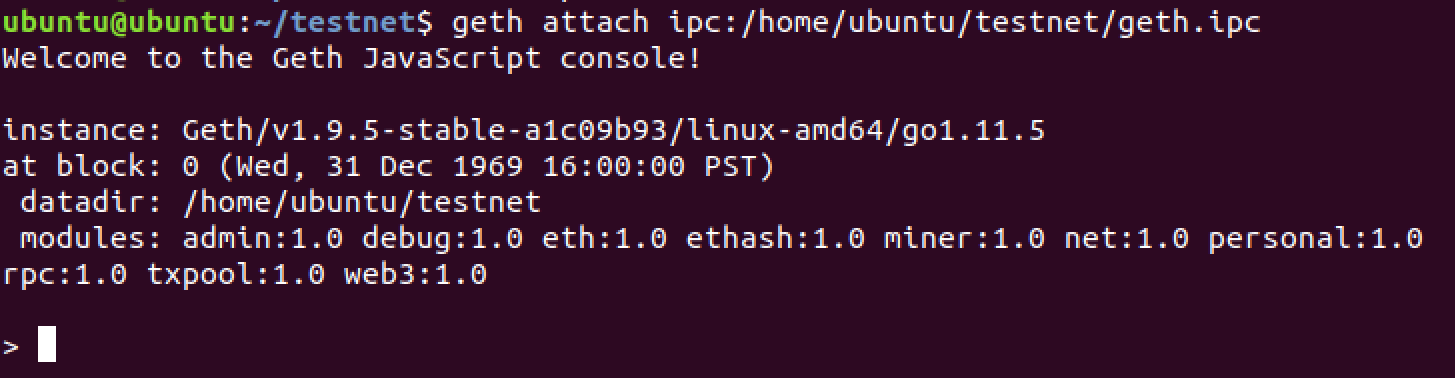 ubuntu@ubuntu:~/testnet$ geth attach ipc:/home/ubuntu/testnet/geth.ipc
Welcome to the Geth JavaScript console!
instance: Geth/v1.9.5-stable-a1c09b93/linux-amd64/go1.11.5
at block: 0 (Wed, 31 Dec 1969 16:00:00 PST)
 datadir: /home/ubuntu/testnet
 modules: admin:1.0 debug:1.0 eth:1.0 ethash:1.0 miner:1.0 net:1.0 personal:1.0
rpc:1.0 txpool:1.0 web3:1.0
>